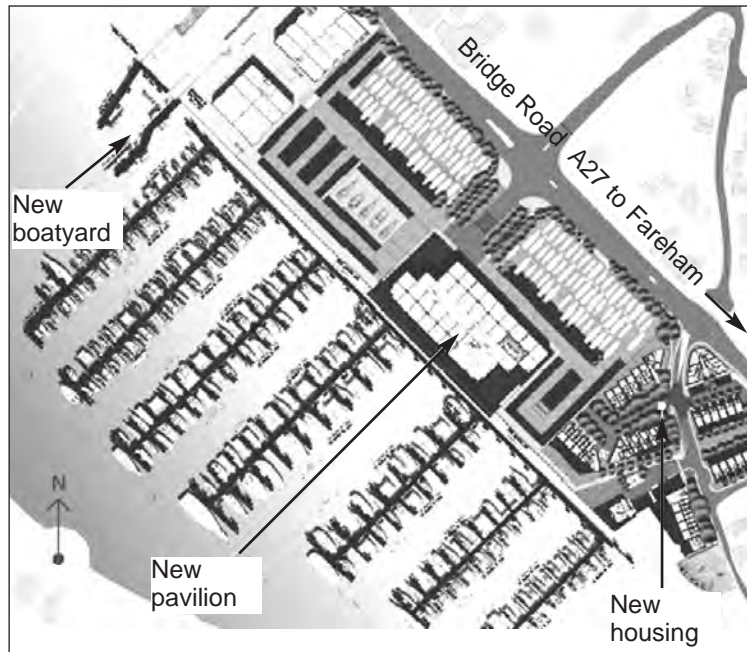 Bridge Road A27 to Fareham
New
boatyard
N
New
pavilion
New
housing